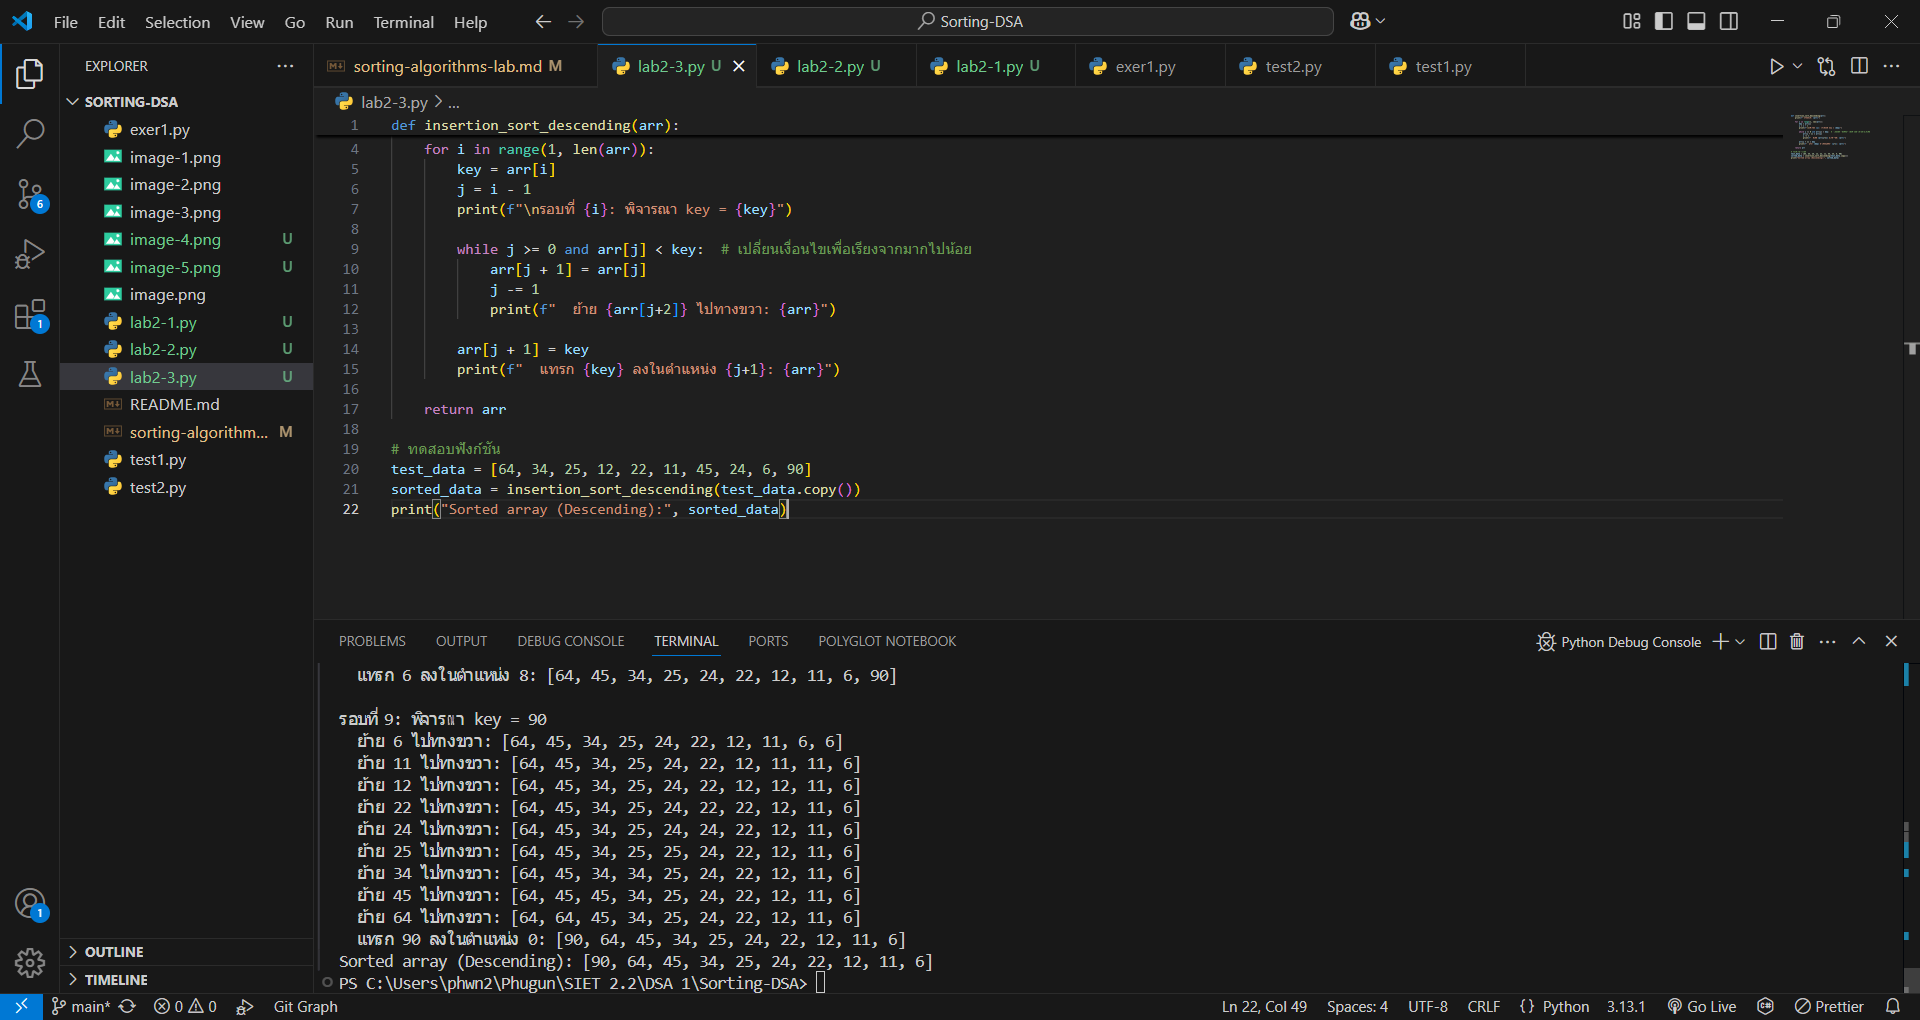 File Edit Selection View Go Run Terminal Help
Sorting-DSA
EXPLORER
SORTING-DSA
exer1.py
image-1.png
image-2.png
image-3.png
image-4.png U
image-5.png U
image.png
lab2-1.py U
lab2-2.py U
lab2-3.py U
README.md
sorting-algorithm... M
test1.py
test2.py
OUTLINE
TIMELINE
6
1
1
sorting-algorithms-lab.md M lab2-3.py U lab2-2.py U lab2-1.py U exer1.py test2.py test1.py
lab2-3.py > ...
1 def insertion_sort_descending(arr):
4 for i in range(1, len(arr)):
5 key = arr[i]
6 j = i - 1
7 print(f"\nรอบที่ {i}: พิจารณา key = {key}")
8
9 while j >= 0 and arr[j] < key:  # เปลี่ยนเงื่อนไขเพื่อเรียงจากมากไปน้อย
10 arr[j + 1] = arr[j]
11 j -= 1
12 print(f"  ย้าย {arr[j+2]} ไปทางขวา: {arr}")
13
14 arr[j + 1] = key
15 print(f"  แทรก {key} ลงในตำแหน่ง {j+1}: {arr}")
16
17 return arr
18
19 # ทดสอบฟังก์ชัน
20 test_data = [64, 34, 25, 12, 22, 11, 45, 24, 6, 90]
21 sorted_data = insertion_sort_descending(test_data.copy())
22 print("Sorted array (Descending):", sorted_data)
PROBLEMS OUTPUT DEBUG CONSOLE TERMINAL PORTS POLYGLOT NOTEBOOK
Python Debug Console
แทรก 6 ลงในตำแหน่ง 8: [64, 45, 34, 25, 24, 22, 12, 11, 6, 90]
รอบที่ 9: พิจารณา key = 90
ย้าย 6 ไปทางขวา: [64, 45, 34, 25, 24, 22, 12, 11, 6, 6]
ย้าย 11 ไปทางขวา: [64, 45, 34, 25, 24, 22, 12, 11, 11, 6]
ย้าย 12 ไปทางขวา: [64, 45, 34, 25, 24, 22, 12, 12, 11, 6]
ย้าย 22 ไปทางขวา: [64, 45, 34, 25, 24, 22, 22, 12, 11, 6]
ย้าย 24 ไปทางขวา: [64, 45, 34, 25, 24, 24, 22, 12, 11, 6]
ย้าย 25 ไปทางขวา: [64, 45, 34, 25, 25, 24, 22, 12, 11, 6]
ย้าย 34 ไปทางขวา: [64, 45, 34, 34, 25, 24, 22, 12, 11, 6]
ย้าย 45 ไปทางขวา: [64, 45, 45, 34, 25, 24, 22, 12, 11, 6]
ย้าย 64 ไปทางขวา: [64, 64, 45, 34, 25, 24, 22, 12, 11, 6]
แทรก 90 ลงในตำแหน่ง 0: [90, 64, 45, 34, 25, 24, 22, 12, 11, 6]
Sorted array (Descending): [90, 64, 45, 34, 25, 24, 22, 12, 11, 6]
PS C:\Users\phwn2\Phugun\SIET 2.2\DSA 1\Sorting-DSA>
main* 0 0 Git Graph Ln 22, Col 49 Spaces: 4 UTF-8 CRLF {} Python 3.13.1 Go Live Prettier